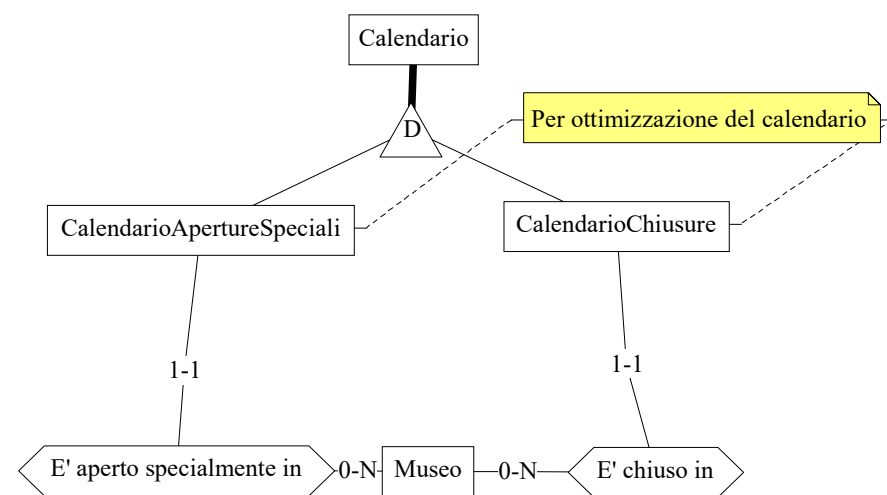 Calendario
D
Per ottimizzazione del calendario
CalendarioApertureSpeciali
CalendarioChiusure
1-1
1-1
E' aperto specialmente in
0-N
Museo
0-N
E' chiuso in